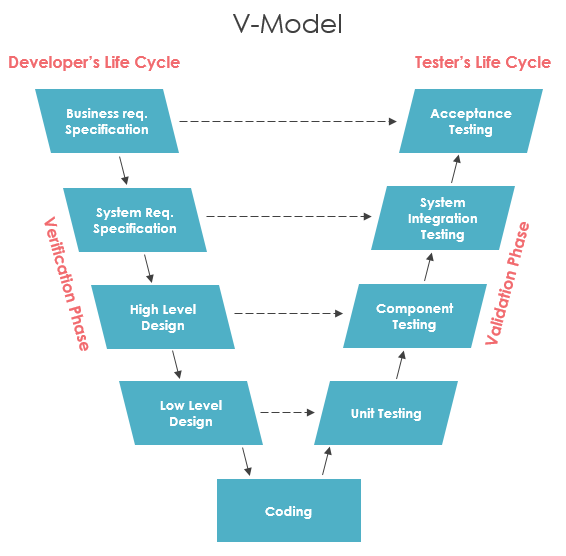 V-Model
Developer's Life Cycle
Tester's Life Cycle
Business req.
Specification
Acceptance
Testing
System Req.
Specification
System
Integration
Testing
Verification Phase
Validation Phase
High Level
Design
Component
Testing
Low Level
Design
Unit Testing
Coding